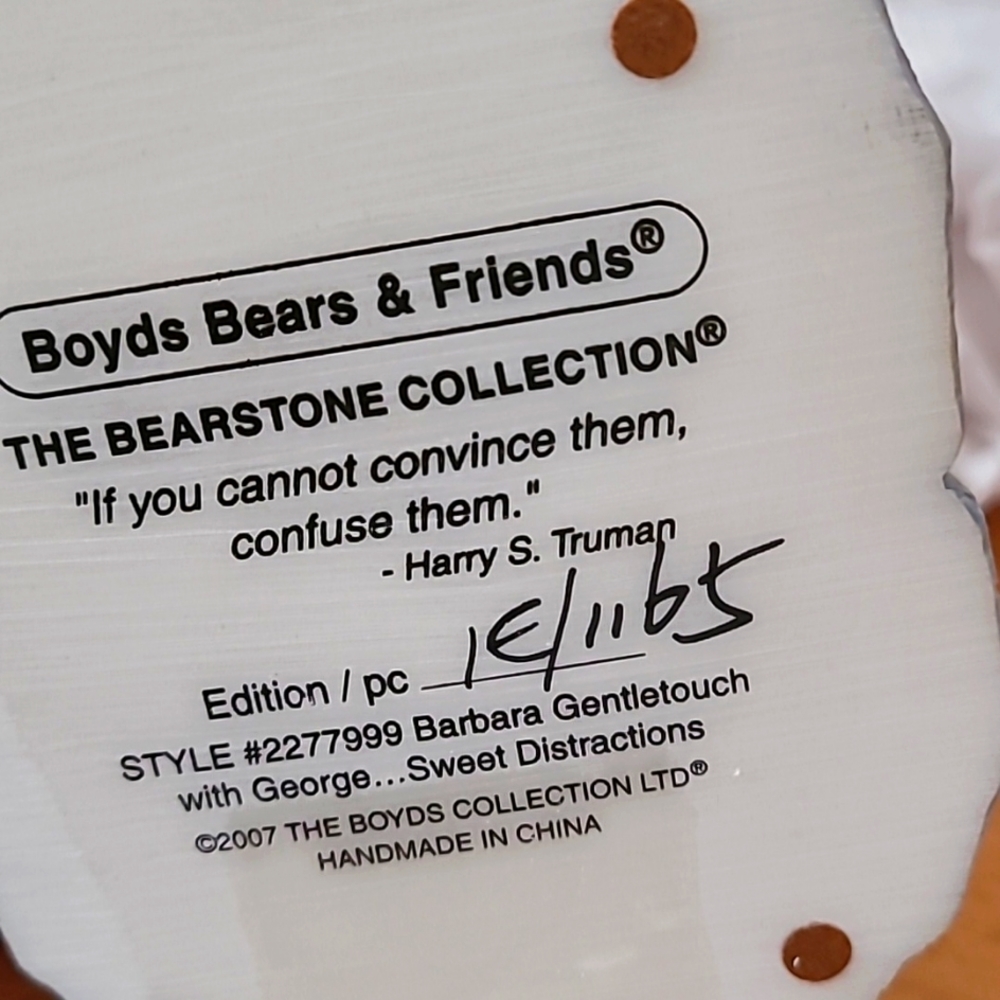 Boyds Bears & Friends®
THE BEARSTONE COLLECTION®
"If you cannot convince them,
confuse them."
- Harry S. Truman
Edition / pc 1E/1165
STYLE #2277999 Barbara Gentletouch
with George...Sweet Distractions
©2007 THE BOYDS COLLECTION LTD®
HANDMADE IN CHINA